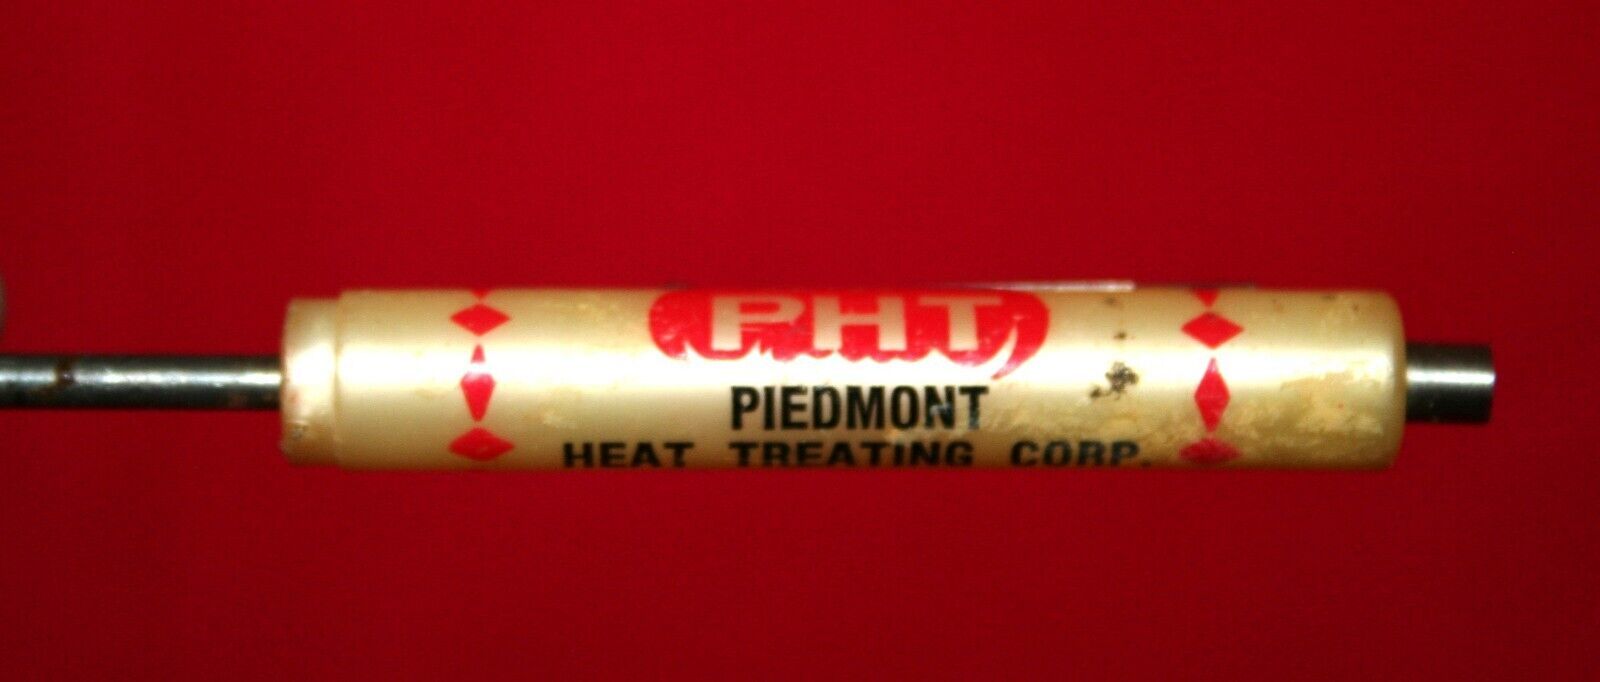 PHT
PIEDMONT
HEAT TREATING CORP.